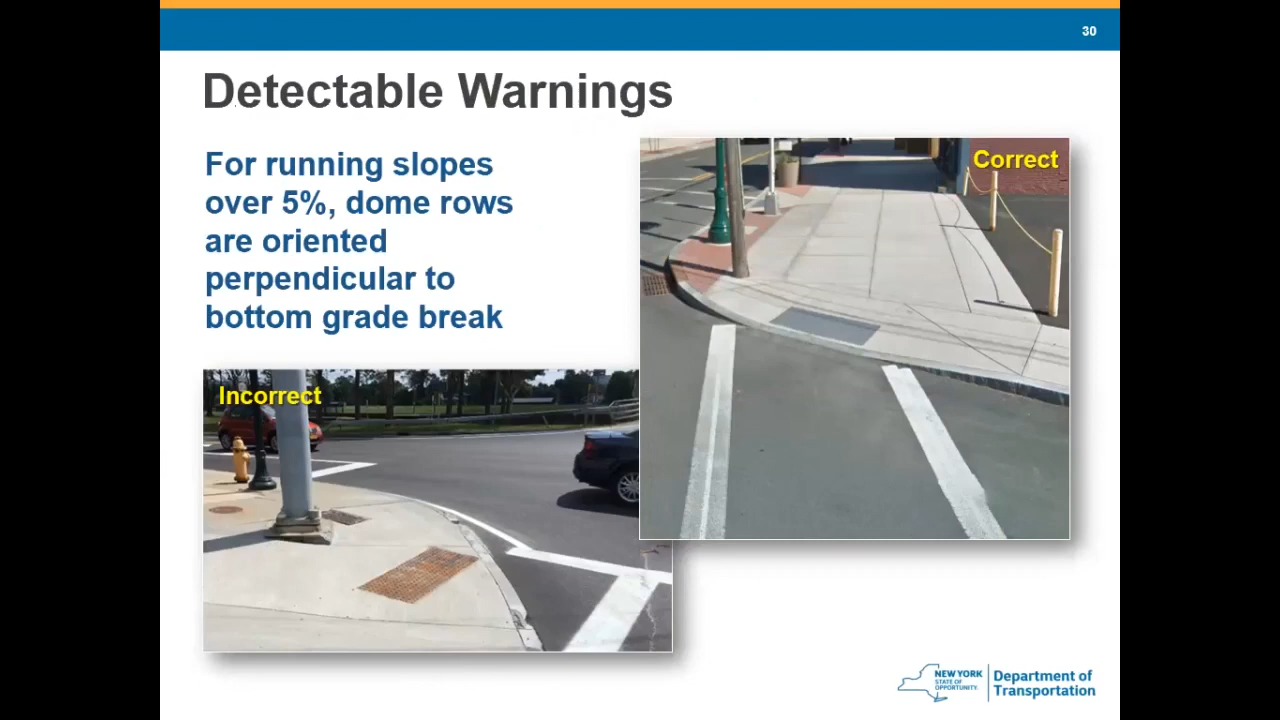 30
Detectable Warnings
For running slopes
over 5%, dome rows
are oriented
perpendicular to
bottom grade break
Correct
Incorrect
NEW YORK
STATE OF
OPPORTUNITY.
Department of
Transportation